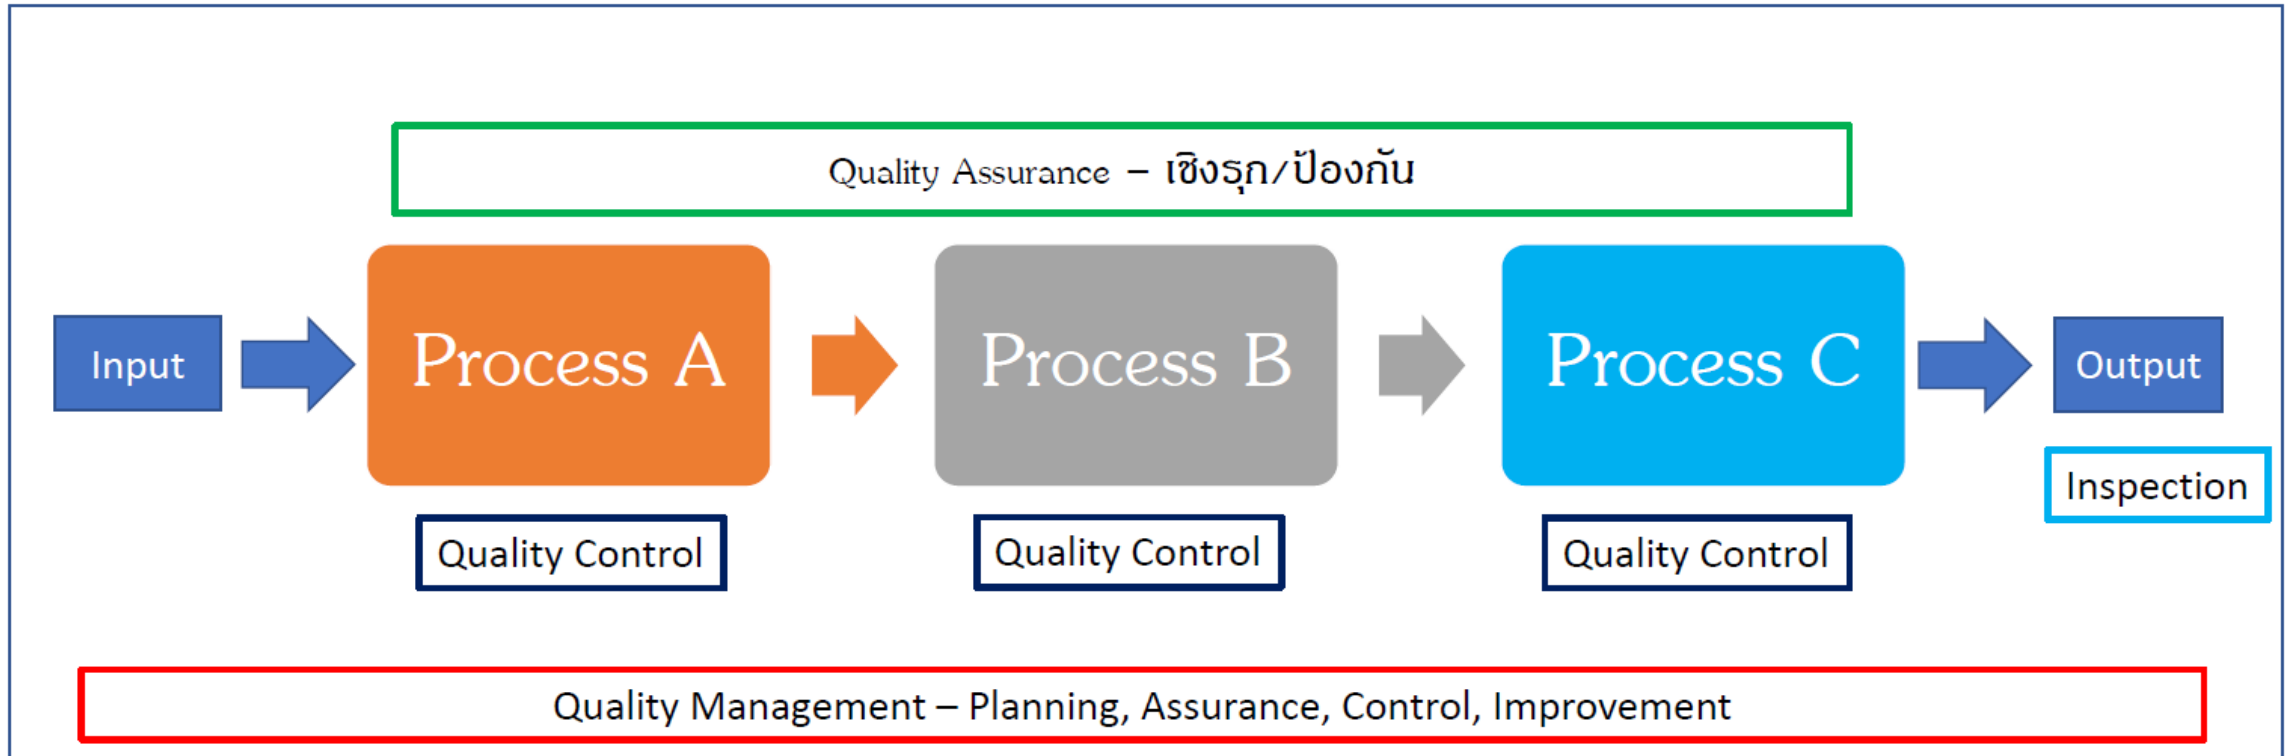 Quality Assurance – เชิงรุก/ป้องกัน
Input
Process A
Process B
Process C
Output
Inspection
Quality Control
Quality Control
Quality Control
Quality Management – Planning, Assurance, Control, Improvement